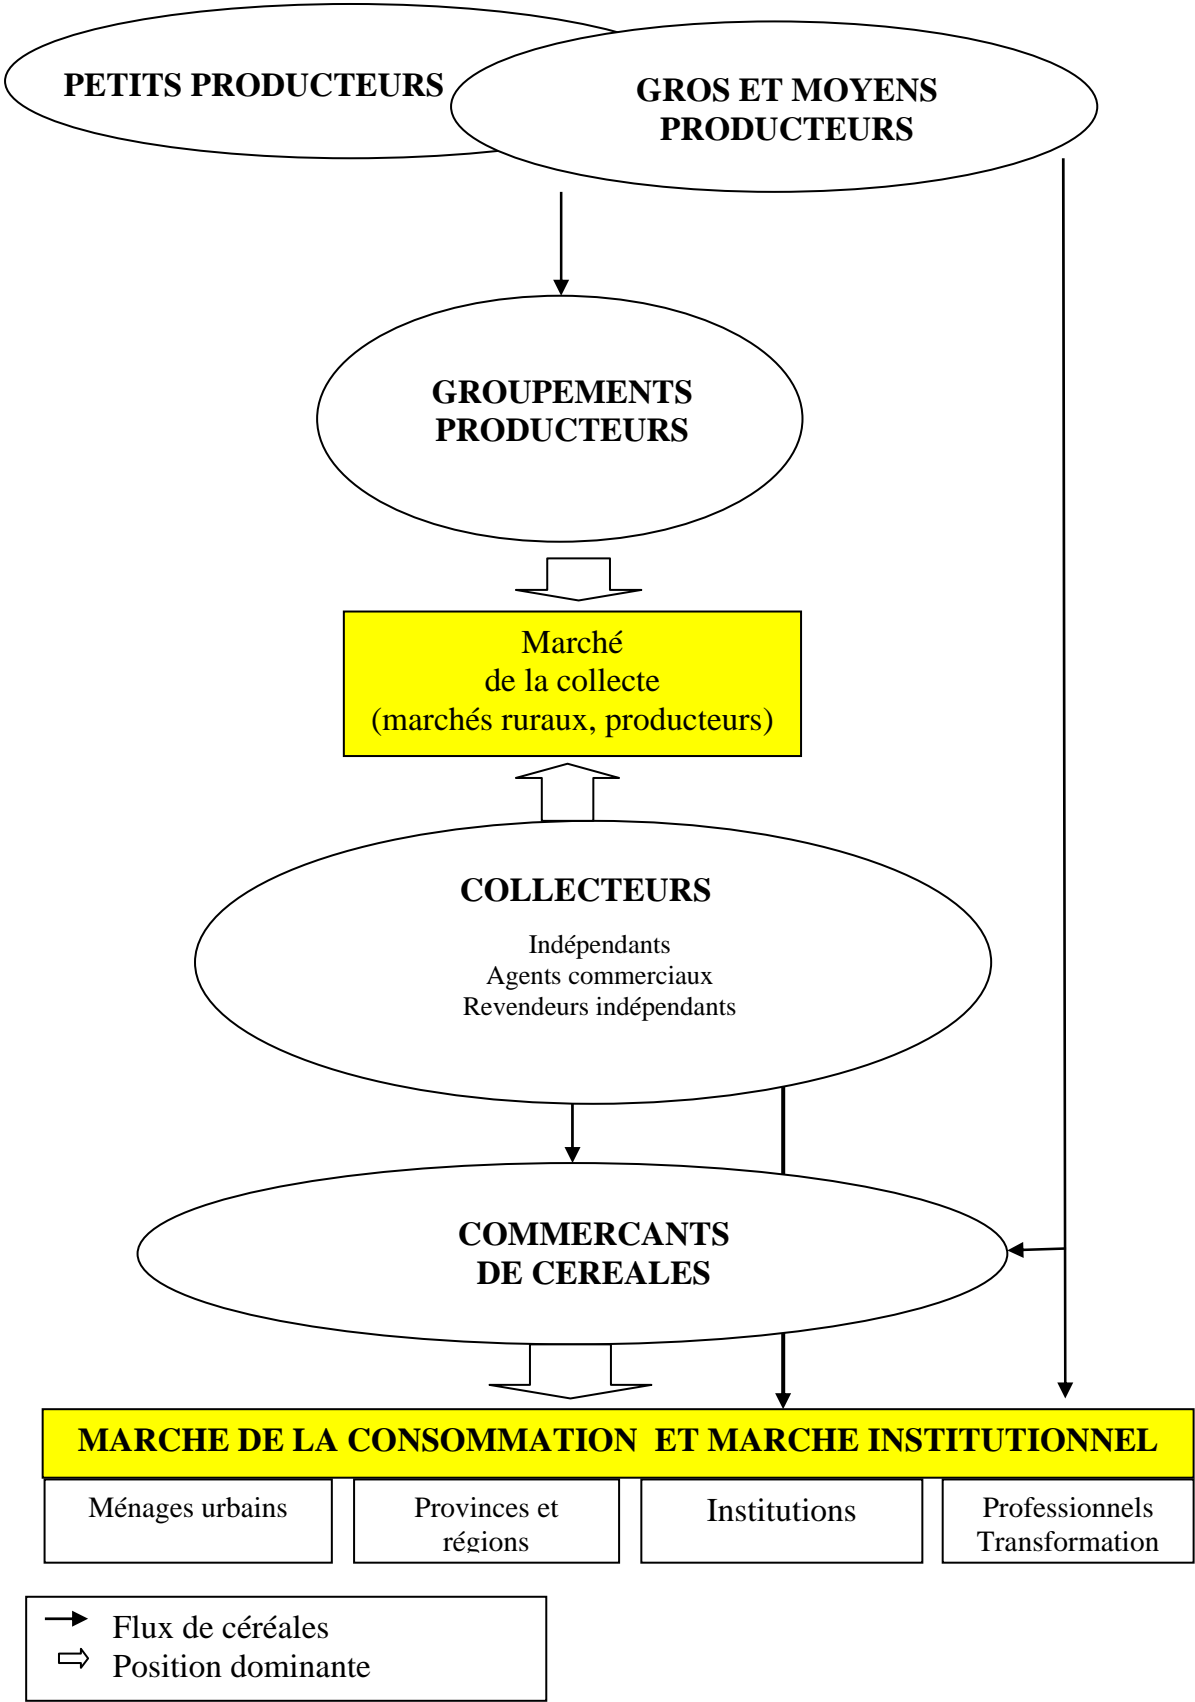 PETITS PRODUCTEURS
GROS ET MOYENS
PRODUCTEURS
GROUPEMENTS
PRODUCTEURS
Marché
de la collecte
(marchés ruraux, producteurs)
COLLECTEURS
Indépendants
Agents commerciaux
Revendeurs indépendants
COMMERCANTS
DE CEREALES
MARCHE DE LA CONSOMMATION ET MARCHE INSTITUTIONNEL
Ménages urbains
Provinces et
régions
Institutions
Professionnels
Transformation
Flux de céréales
Position dominante